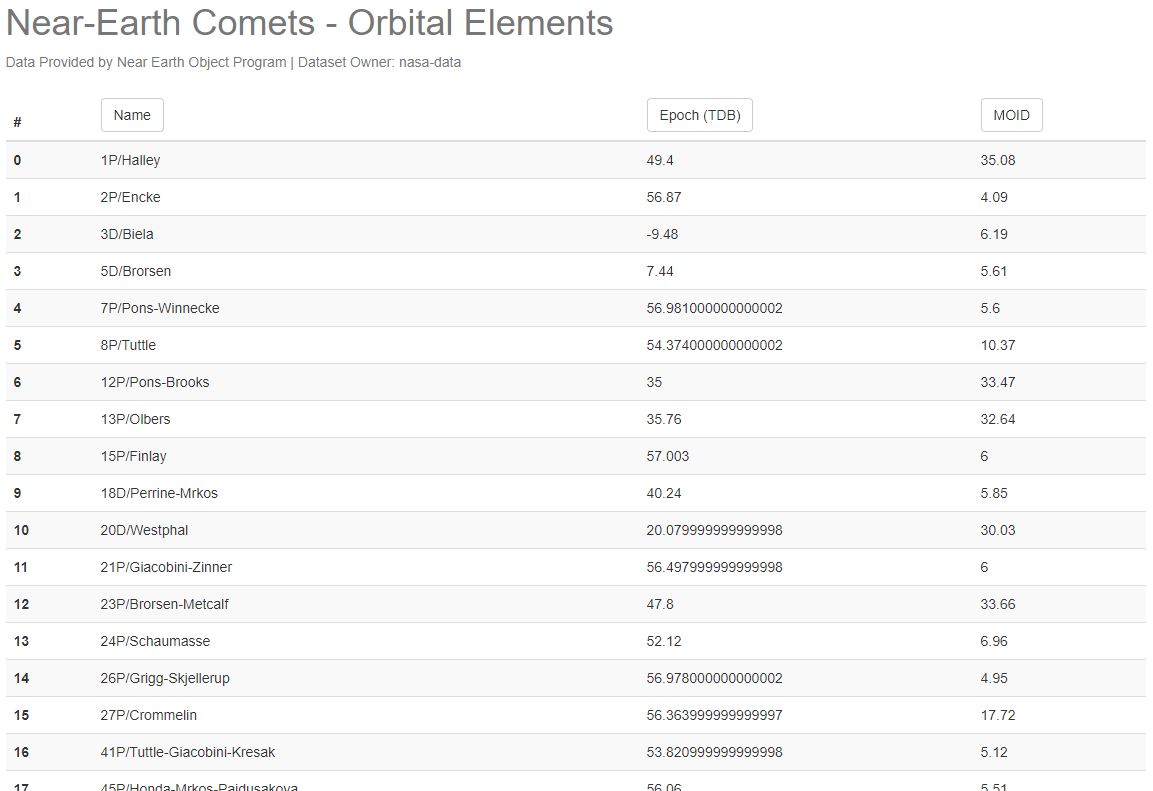 Near-Earth Comets - Orbital Elements
Data Provided by Near Earth Object Program | Dataset Owner: nasa-data
# Name Epoch (TDB) MOID
0 1P/Halley 49.4 35.08
1 2P/Encke 56.87 4.09
2 3D/Biela -9.48 6.19
3 5D/Brorsen 7.44 5.61
4 7P/Pons-Winnecke 56.981000000000002 5.6
5 8P/Tuttle 54.374000000000002 10.37
6 12P/Pons-Brooks 35 33.47
7 13P/Olbers 35.76 32.64
8 15P/Finlay 57.003 6
9 18D/Perrine-Mrkos 40.24 5.85
10 20D/Westphal 20.079999999999998 30.03
11 21P/Giacobini-Zinner 56.497999999999998 6
12 23P/Brorsen-Metcalf 47.8 33.66
13 24P/Schaumasse 52.12 6.96
14 26P/Grigg-Skjellerup 56.978000000000002 4.95
15 27P/Crommelin 56.363999999999997 17.72
16 41P/Tuttle-Giacobini-Kresak 53.820999999999998 5.12
17 45P/Honda-Mrkos-Pajdusakova 56.06 5.51